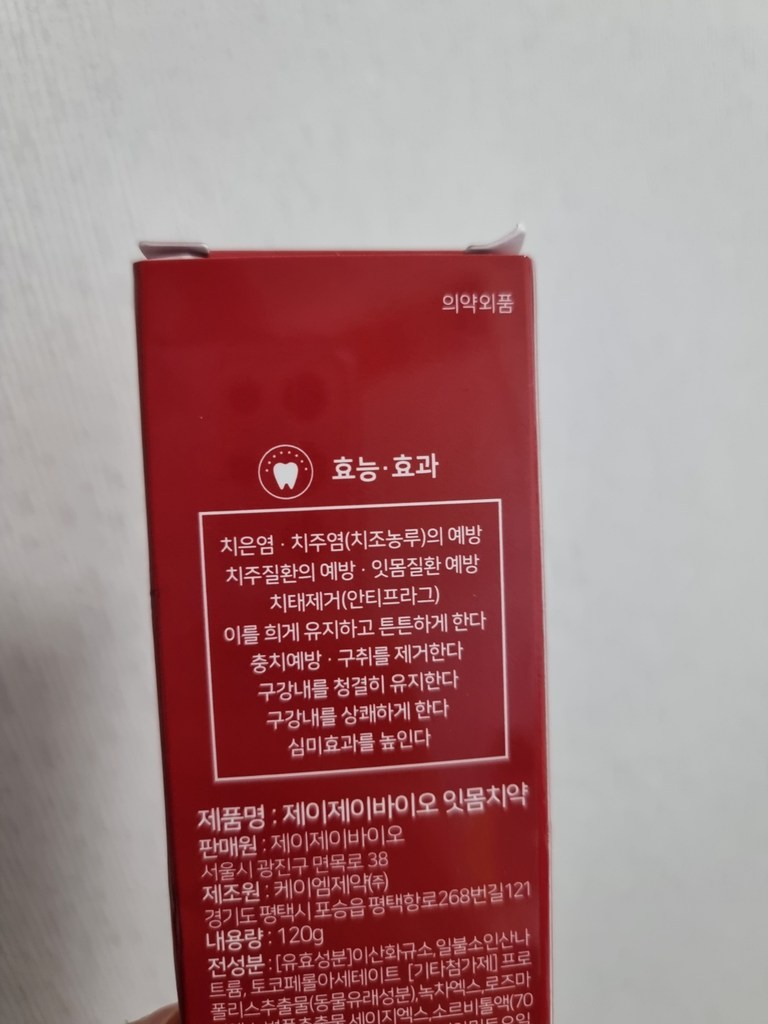 의약외품
효능·효과
치은염 · 치주염(치조농루)의 예방
치주질환의 예방 · 잇몸질환 예방
치태제거(안티프라그)
이를 희게 유지하고 튼튼하게 한다
충치예방 · 구취를 제거한다
구강내를 청결히 유지한다
구강내를 상쾌하게 한다
심미효과를 높인다
제품명 : 제이제이바이오 잇몸치약
판매원 : 제이제이바이오
서울시 광진구 면목로 38
제조원 : 케이엠제약㈜
경기도 평택시 포승읍 평택항로268번길121
내용량 : 120g
전성분 : [유효성분]이산화규소,일불소인산나
트륨, 토코페롤아세테이트 [기타첨가제] 프로
폴리스추출물(동물유래성분),녹차엑스,로즈마
세이지엑스,소르비톨액(70